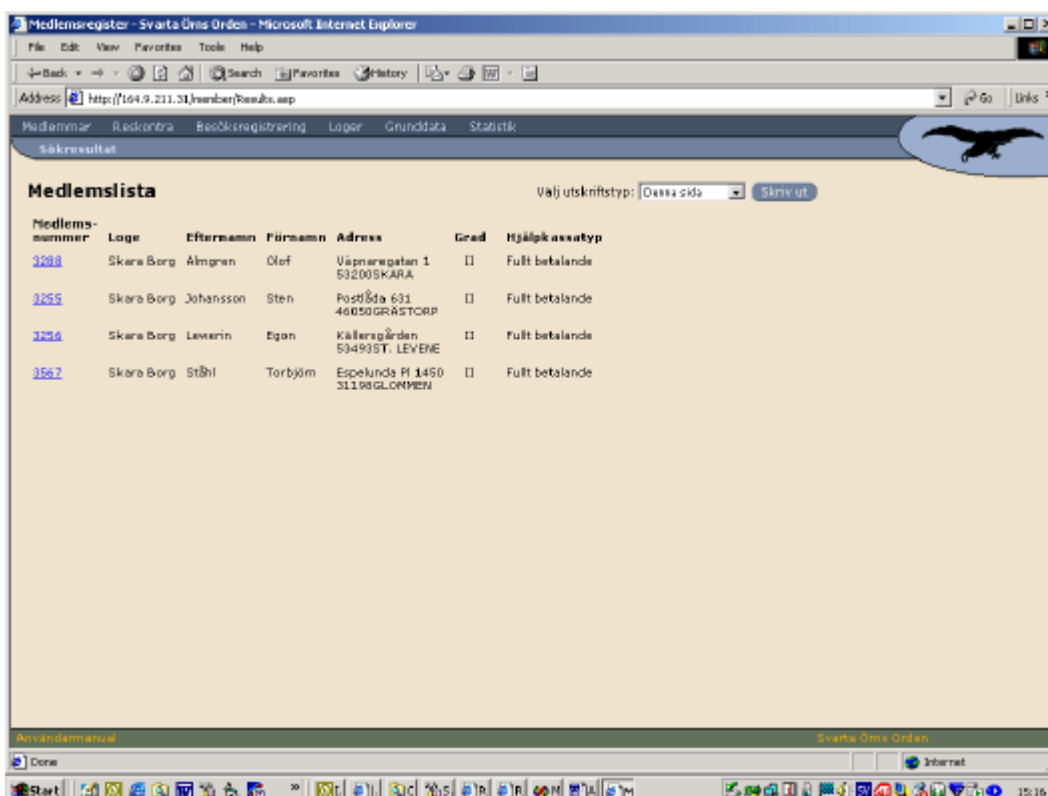 Medlemsregister - Svarta Örns Orden - Microsoft Internet Explorer
File Edit View Favorites Tools Help
Back Search Favorites History
Address http://164.9.211.31/member/Results.asp Go Links
Medlemmar Reskontra Besöksregistrering Loger Grunddata Statistik
Sökresultat
Medlemslista Välj utskriftstyp: Denna sida Skriv ut
Medlems-
nummer Loge Efternamn Förnamn Adress Grad Hjälpkassatyp
3288 Skara Borg Almgren Olof Väpnaregatan 1 II Fullt betalande
53200SKARA
3255 Skara Borg Johansson Sten Postlåda 631 II Fullt betalande
46050GRÄSTORP
3256 Skara Borg Lewerin Egon Källersgården II Fullt betalande
53493ST. LEVENE
3567 Skara Borg Ståhl Torbjörn Espelunda Pl 1450 II Fullt betalande
31198GLOMMEN
Användarmanual Svarta Örns Orden
Done Internet
Start 15:16